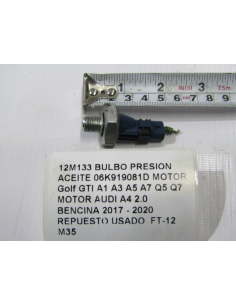 12M133 BULBO PRESION
ACEITE 06K919081D MOTOR
Golf GTI A1 A3 A5 A7 Q5 Q7
MOTOR AUDI A4 2.0
BENCINA 2017 - 2020
REPUESTO USADO FT-12
M35